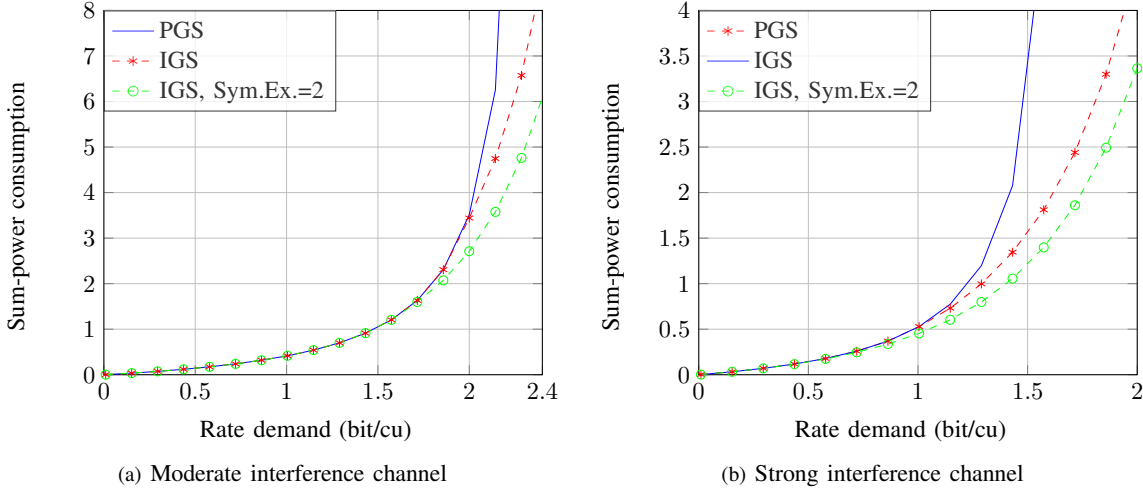 8
7
6
5
4
3
2
1
0
Sum-power consumption
PGS
IGS
IGS, Sym.Ex.=2
0
0.5
1
1.5
2
2.4
Rate demand (bit/cu)
(a) Moderate interference channel
4
3.5
3
2.5
2
1.5
1
0.5
0
Sum-power consumption
PGS
IGS
IGS, Sym.Ex.=2
0
0.5
1
1.5
2
Rate demand (bit/cu)
(b) Strong interference channel